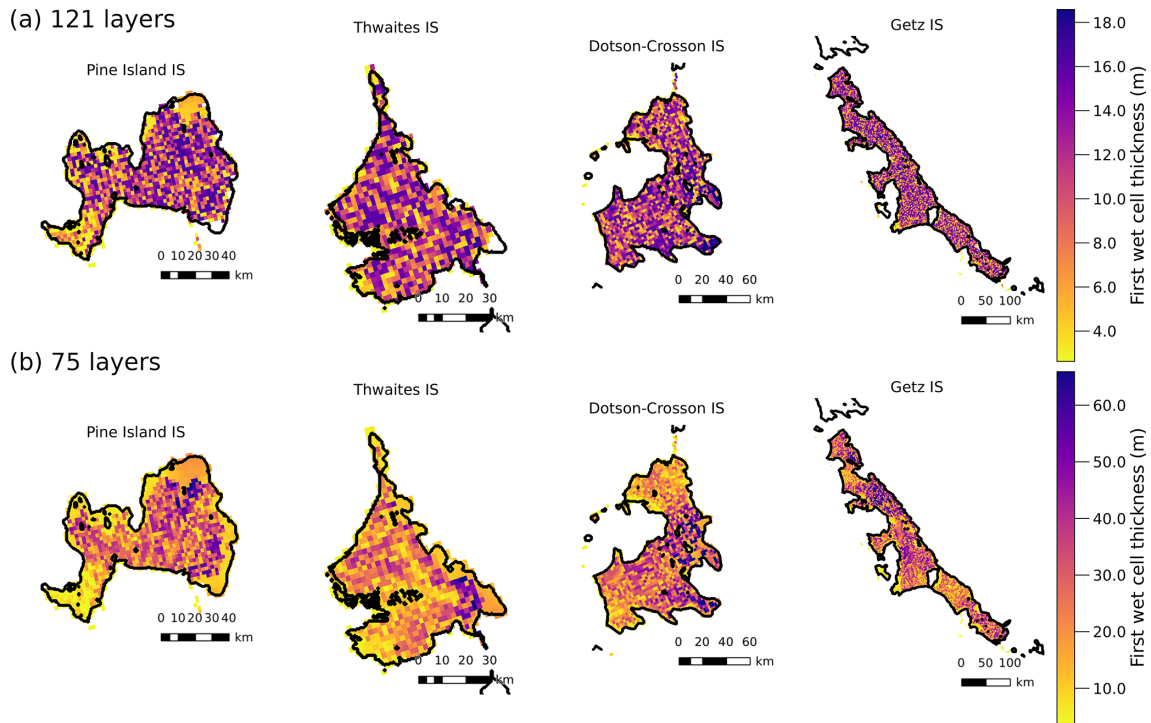 (a) 121 layers
Pine Island IS
Thwaites IS
Dotson-Crosson IS
Getz IS
0 10 20 30 40
km
0 10 30
km
0 20 40 60
km
0 50 100
km
18.0
16.0
14.0
12.0
10.0
8.0
6.0
4.0
First wet cell thickness (m)
(b) 75 layers
Pine Island IS
Thwaites IS
Dotson-Crosson IS
Getz IS
0 10 20 30 40
km
0 10 20 30
km
0 20 40 60
km
0 50 100
km
60.0
50.0
40.0
30.0
20.0
10.0
First wet cell thickness (m)